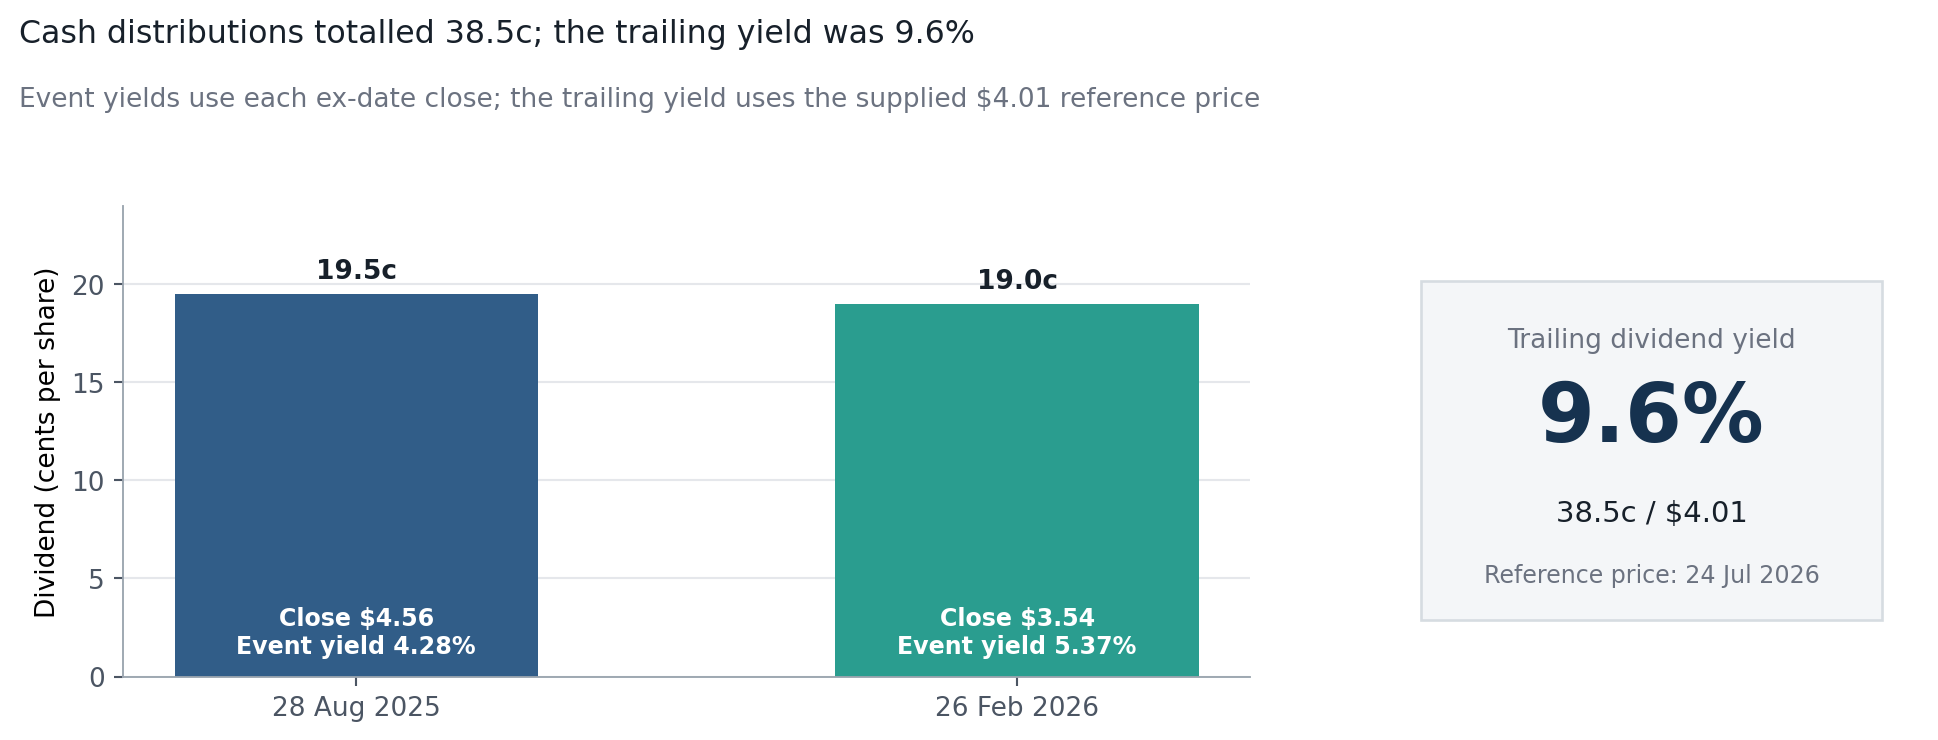 Cash distributions totalled 38.5c; the trailing yield was 9.6%
Event yields use each ex-date close; the trailing yield uses the supplied $4.01 reference price
Dividend (cents per share)
20
15
10
5
0
19.5c
Close $4.56
Event yield 4.28%
28 Aug 2025
19.0c
Close $3.54
Event yield 5.37%
26 Feb 2026
Trailing dividend yield
9.6%
38.5c / $4.01
Reference price: 24 Jul 2026